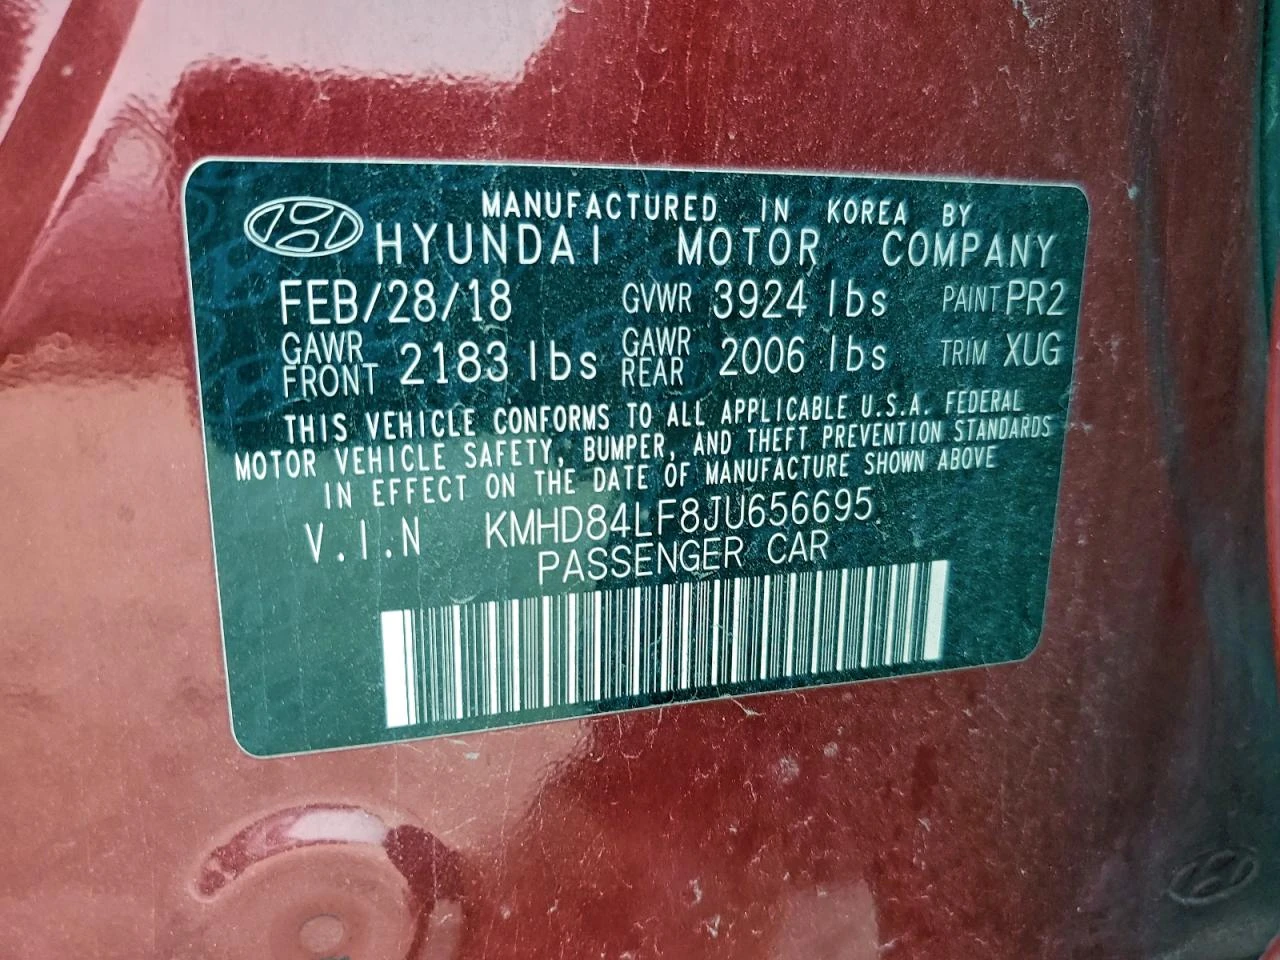 MANUFACTURED IN KOREA BY
HYUNDAI MOTOR COMPANY
FEB/28/18 GVWR 3924 lbs PAINT PR2
GAWR FRONT 2183 lbs GAWR REAR 2006 lbs TRIM XUG
THIS VEHICLE CONFORMS TO ALL APPLICABLE U.S.A. FEDERAL
MOTOR VEHICLE SAFETY, BUMPER, AND THEFT PREVENTION STANDARDS
IN EFFECT ON THE DATE OF MANUFACTURE SHOWN ABOVE
V.I.N KMHD84LF8JU656695
PASSENGER CAR